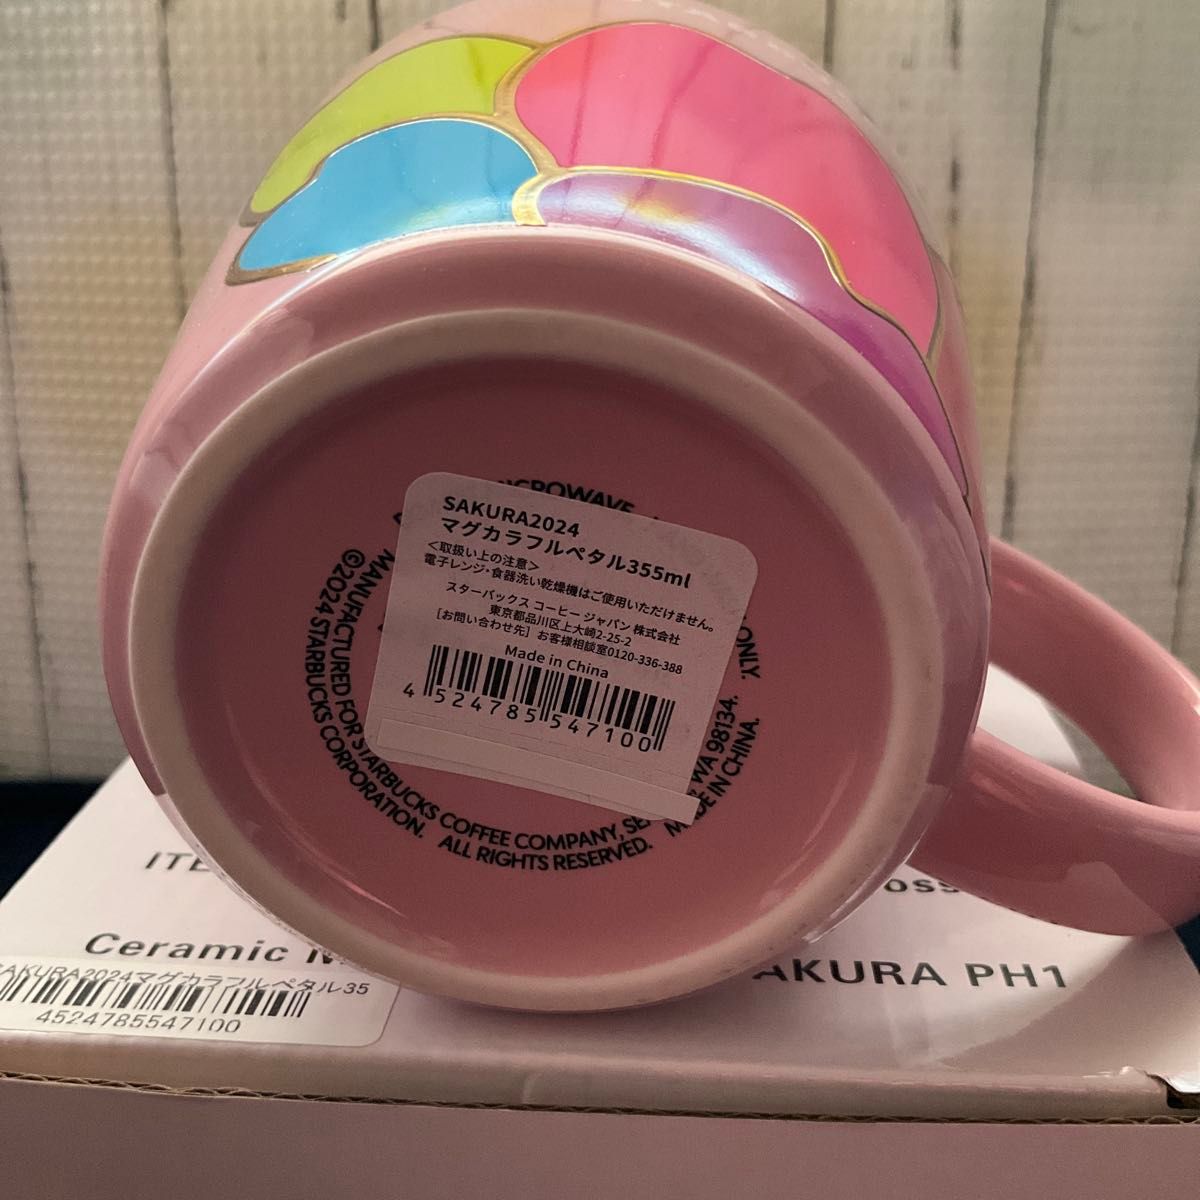 MICROWAVE
SAKURA2024
マグカラフルペタル355ml
<取扱い上の注意>
電子レンジ・食器洗い乾燥機はご使用いただけません。
スターバックス コーヒー ジャパン 株式会社
東京都品川区上大崎2-25-2
[お問い合わせ先] お客様相談室0120-336-388
Made in China
4 524785 547100
ONLY.
MANUFACTURED FOR STARBUCKS COFFEE COMPANY, WA 98134.
©2024 STARBUCKS CORPORATION. ALL RIGHTS RESERVED. MADE IN CHINA.
Ceramic
SAKURA PH1
SAKURA2024マグカラフルペタル35
4524785547100